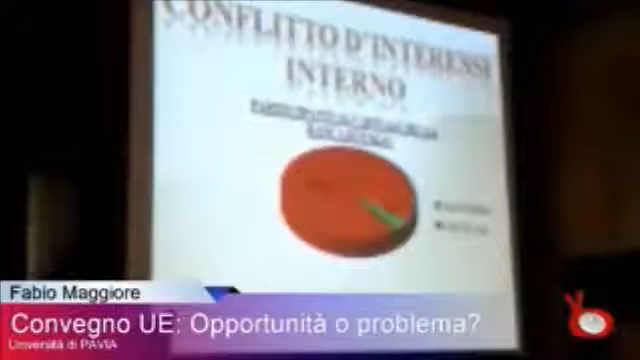 CONFLITTO D'INTERESSI
INTERNO
Fabio Maggiore
Convegno UE: Opportunità o problema?
Università di PAVIA